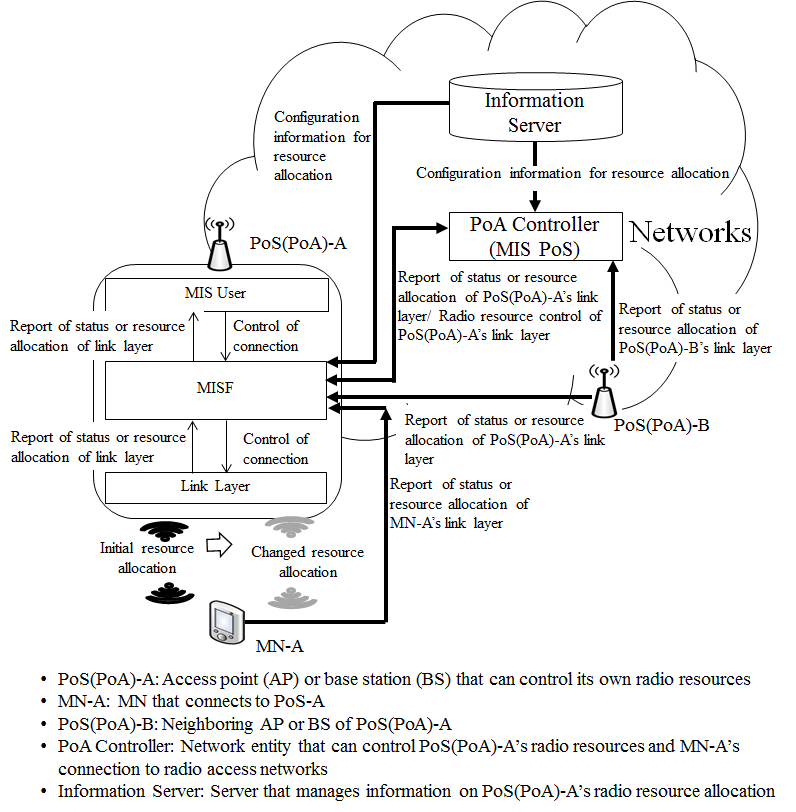 Information
Server
Configuration
information for
resource
allocation
Configuration information for resource allocation
PoA Controller
(MIS PoS)
Networks
PoS(PoA)-A
MIS User
Report of status or resource
allocation of PoS(PoA)-A's link
layer/ Radio resource control of
PoS(PoA)-A's link layer
Report of status or
resource allocation of
PoS(PoA)-B's link layer
Report of status or resource
allocation of link layer
Control of
connection
MISF
PoS(PoA)-B
Report of status or resource
allocation of PoS(PoA)-A's link
layer
Report of status or resource
allocation of link layer
Control of
connection
Link Layer
Report of status or
resource allocation of
MN-A's link layer
Initial resource
allocation
Changed resource
allocation
MN-A
• PoS(PoA)-A: Access point (AP) or base station (BS) that can control its own radio resources
• MN-A: MN that connects to PoS-A
• PoS(PoA)-B: Neighboring AP or BS of PoS(PoA)-A
• PoA Controller: Network entity that can control PoS(PoA)-A's radio resources and MN-A's
connection to radio access networks
• Information Server: Server that manages information on PoS(PoA)-A's radio resource allocation